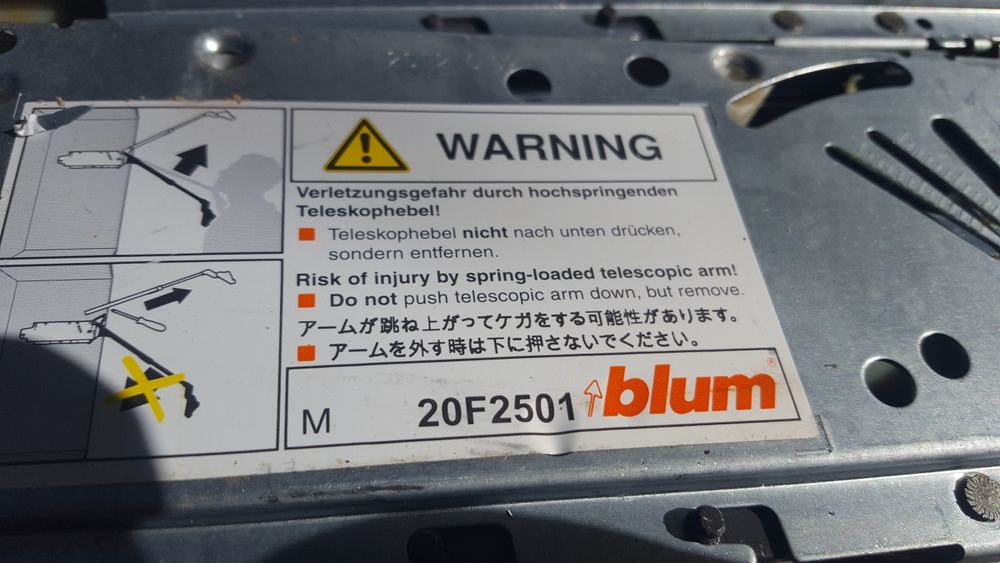 WARNING
Verletzungsgefahr durch hochspringenden
Teleskophebel!
Teleskophebel nicht nach unten drücken,
sondern entfernen.
Risk of injury by spring-loaded telescopic arm!
Do not push telescopic arm down, but remove.
アームが跳ね上がってケガをする可能性があります。
アームを外す時は下に押さないでください。
M 20F2501 blum®